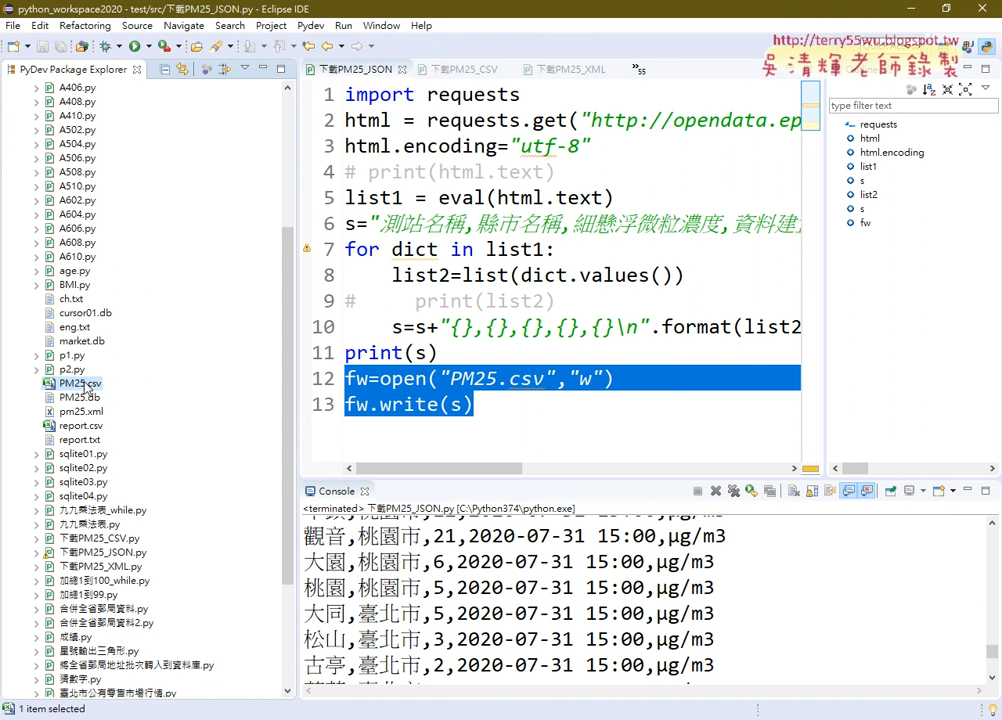 python_workspace2020 - test/src/下載PM25_JSON.py - Eclipse IDE
File Edit Refactoring Source Navigate Search Project Pydev Run Window Help
http://terry55wu.blogspot.tw
吳清輝老師錄製
PyDev Package Explorer
A406.py
A408.py
A410.py
A502.py
A504.py
A506.py
A508.py
A510.py
A602.py
A604.py
A606.py
A608.py
A610.py
age.py
BMI.py
ch.txt
cursor01.db
eng.txt
market.db
p1.py
p2.py
PM25.csv
PM25.db
pm25.xml
report.csv
report.txt
sqlite01.py
sqlite02.py
sqlite03.py
sqlite04.py
九九乘法表_while.py
九九乘法表.py
下載PM25_CSV.py
下載PM25_JSON.py
下載PM25_XML.py
加總1到100_while.py
加總1到99.py
合併全省郵局資料.py
合併全省郵局資料2.py
成績.py
星號輸出三角形.py
將全省郵局地址批次轉入到資料庫.py
猜數字.py
臺北市公有零售市場行情.py
1 item selected
下載PM25_JSON 下載PM25_CSV 下載PM25_XML »55
1 import requests
2 html = requests.get("http://opendata.ep
3 html.encoding="utf-8"
4 # print(html.text)
5 list1 = eval(html.text)
6 s="測站名稱,縣市名稱,細懸浮微粒濃度,資料建
7 for dict in list1:
8 list2=list(dict.values())
9 # print(list2)
10 s=s+"{},{},{},{},{}\n".format(list2
11 print(s)
12 fw=open("PM25.csv","w")
13 fw.write(s)
type filter text
requests
html
html.encoding
list1
s
list2
s
fw
Console
<terminated> 下載PM25_JSON.py [C:\Python374\python.exe]
觀音,桃園市,21,2020-07-31 15:00,μg/m3
大園,桃園市,6,2020-07-31 15:00,μg/m3
桃園,桃園市,5,2020-07-31 15:00,μg/m3
大同,臺北市,5,2020-07-31 15:00,μg/m3
松山,臺北市,3,2020-07-31 15:00,μg/m3
古亭,臺北市,2,2020-07-31 15:00,μg/m3